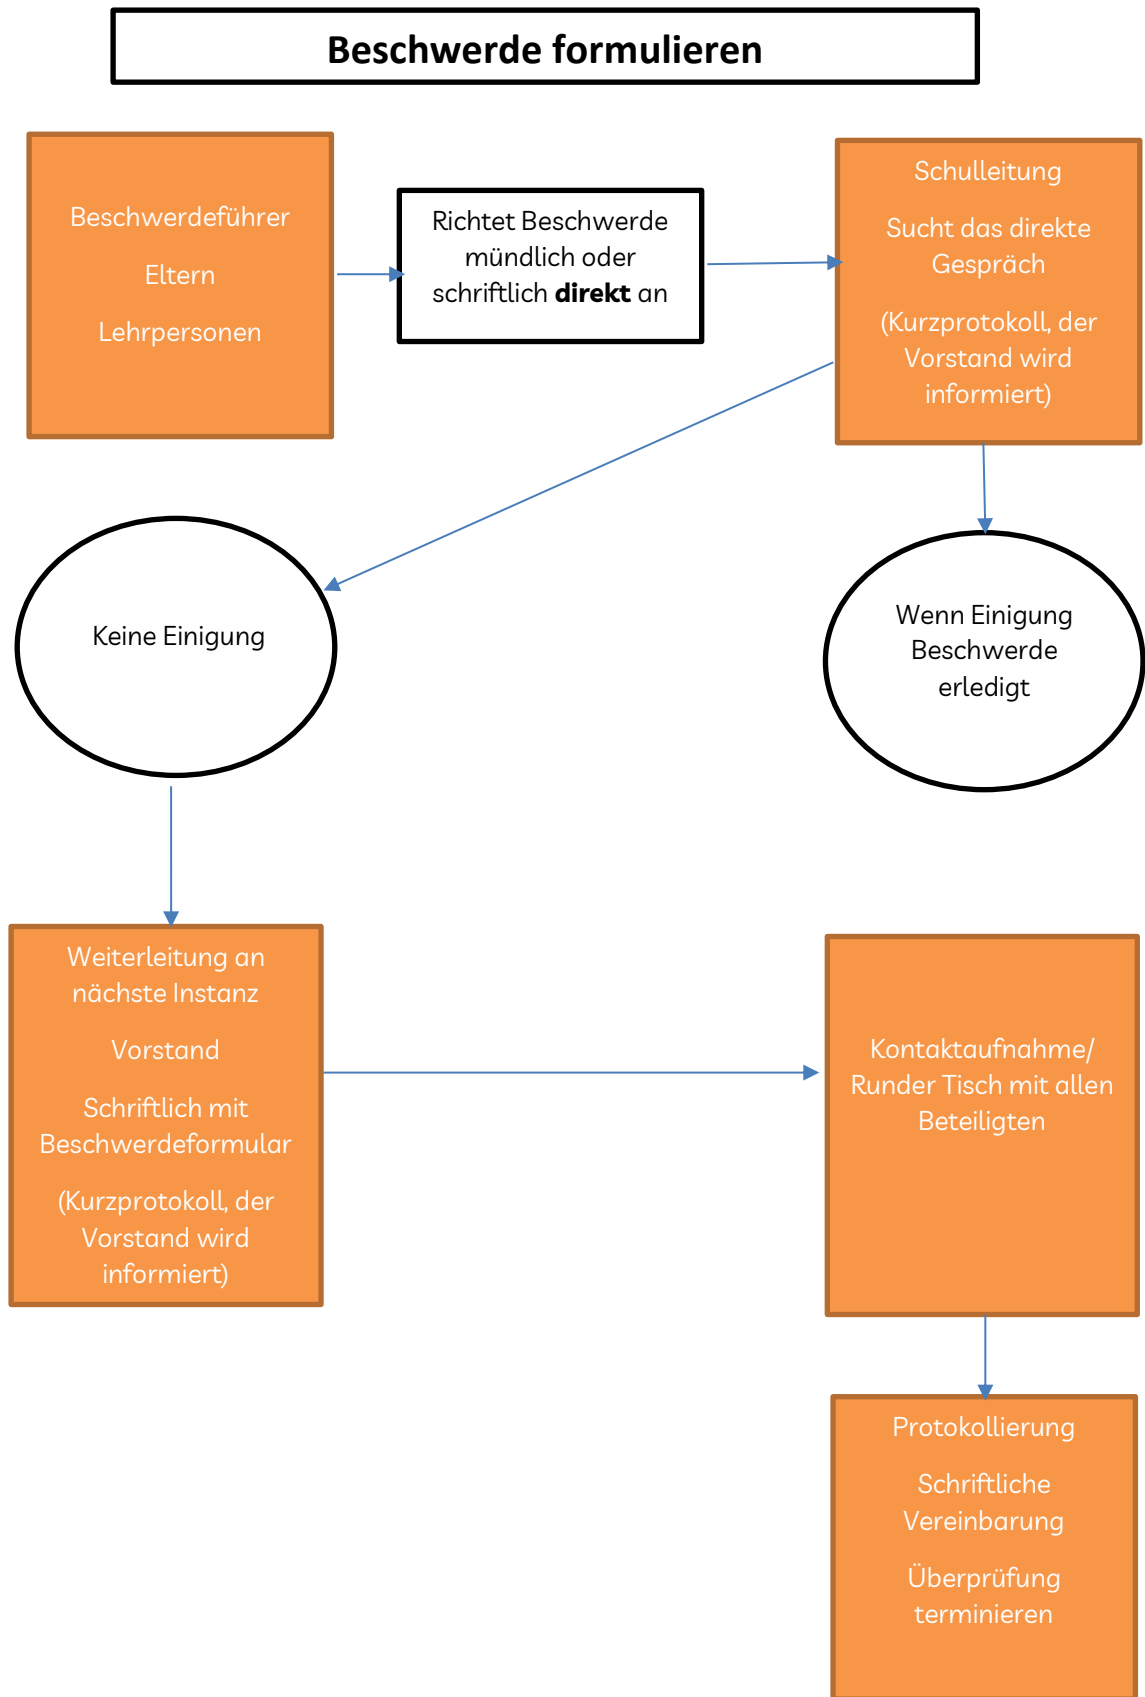 Beschwerde formulieren
Beschwerdeführer
Eltern
Lehrpersonen
Richtet Beschwerde
mündlich oder
schriftlich direkt an
Schulleitung
Sucht das direkte
Gespräch
(Kurzprotokoll, der
Vorstand wird
informiert)
Keine Einigung
Wenn Einigung
Beschwerde
erledigt
Weiterleitung an
nächste Instanz
Vorstand
Schriftlich mit
Beschwerdeformular
(Kurzprotokoll, der
Vorstand wird
informiert)
Kontaktaufnahme/
Runder Tisch mit allen
Beteiligten
Protokollierung
Schriftliche
Vereinbarung
Überprüfung
terminieren